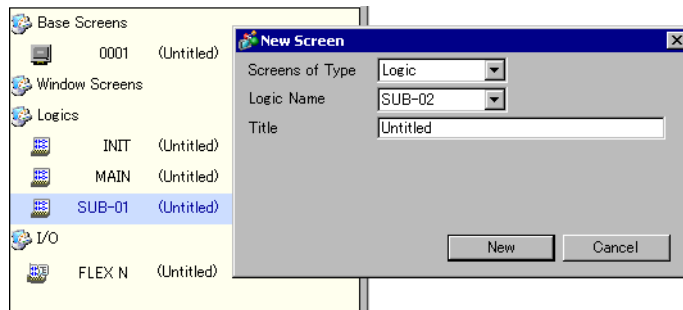 Base Screens
0001 (Untitled)
Window Screens
Logics
INIT (Untitled)
MAIN (Untitled)
SUB-01 (Untitled)
I/O
FLEX N (Untitled)
New Screen
Screens of Type Logic
Logic Name SUB-02
Title Untitled
New Cancel